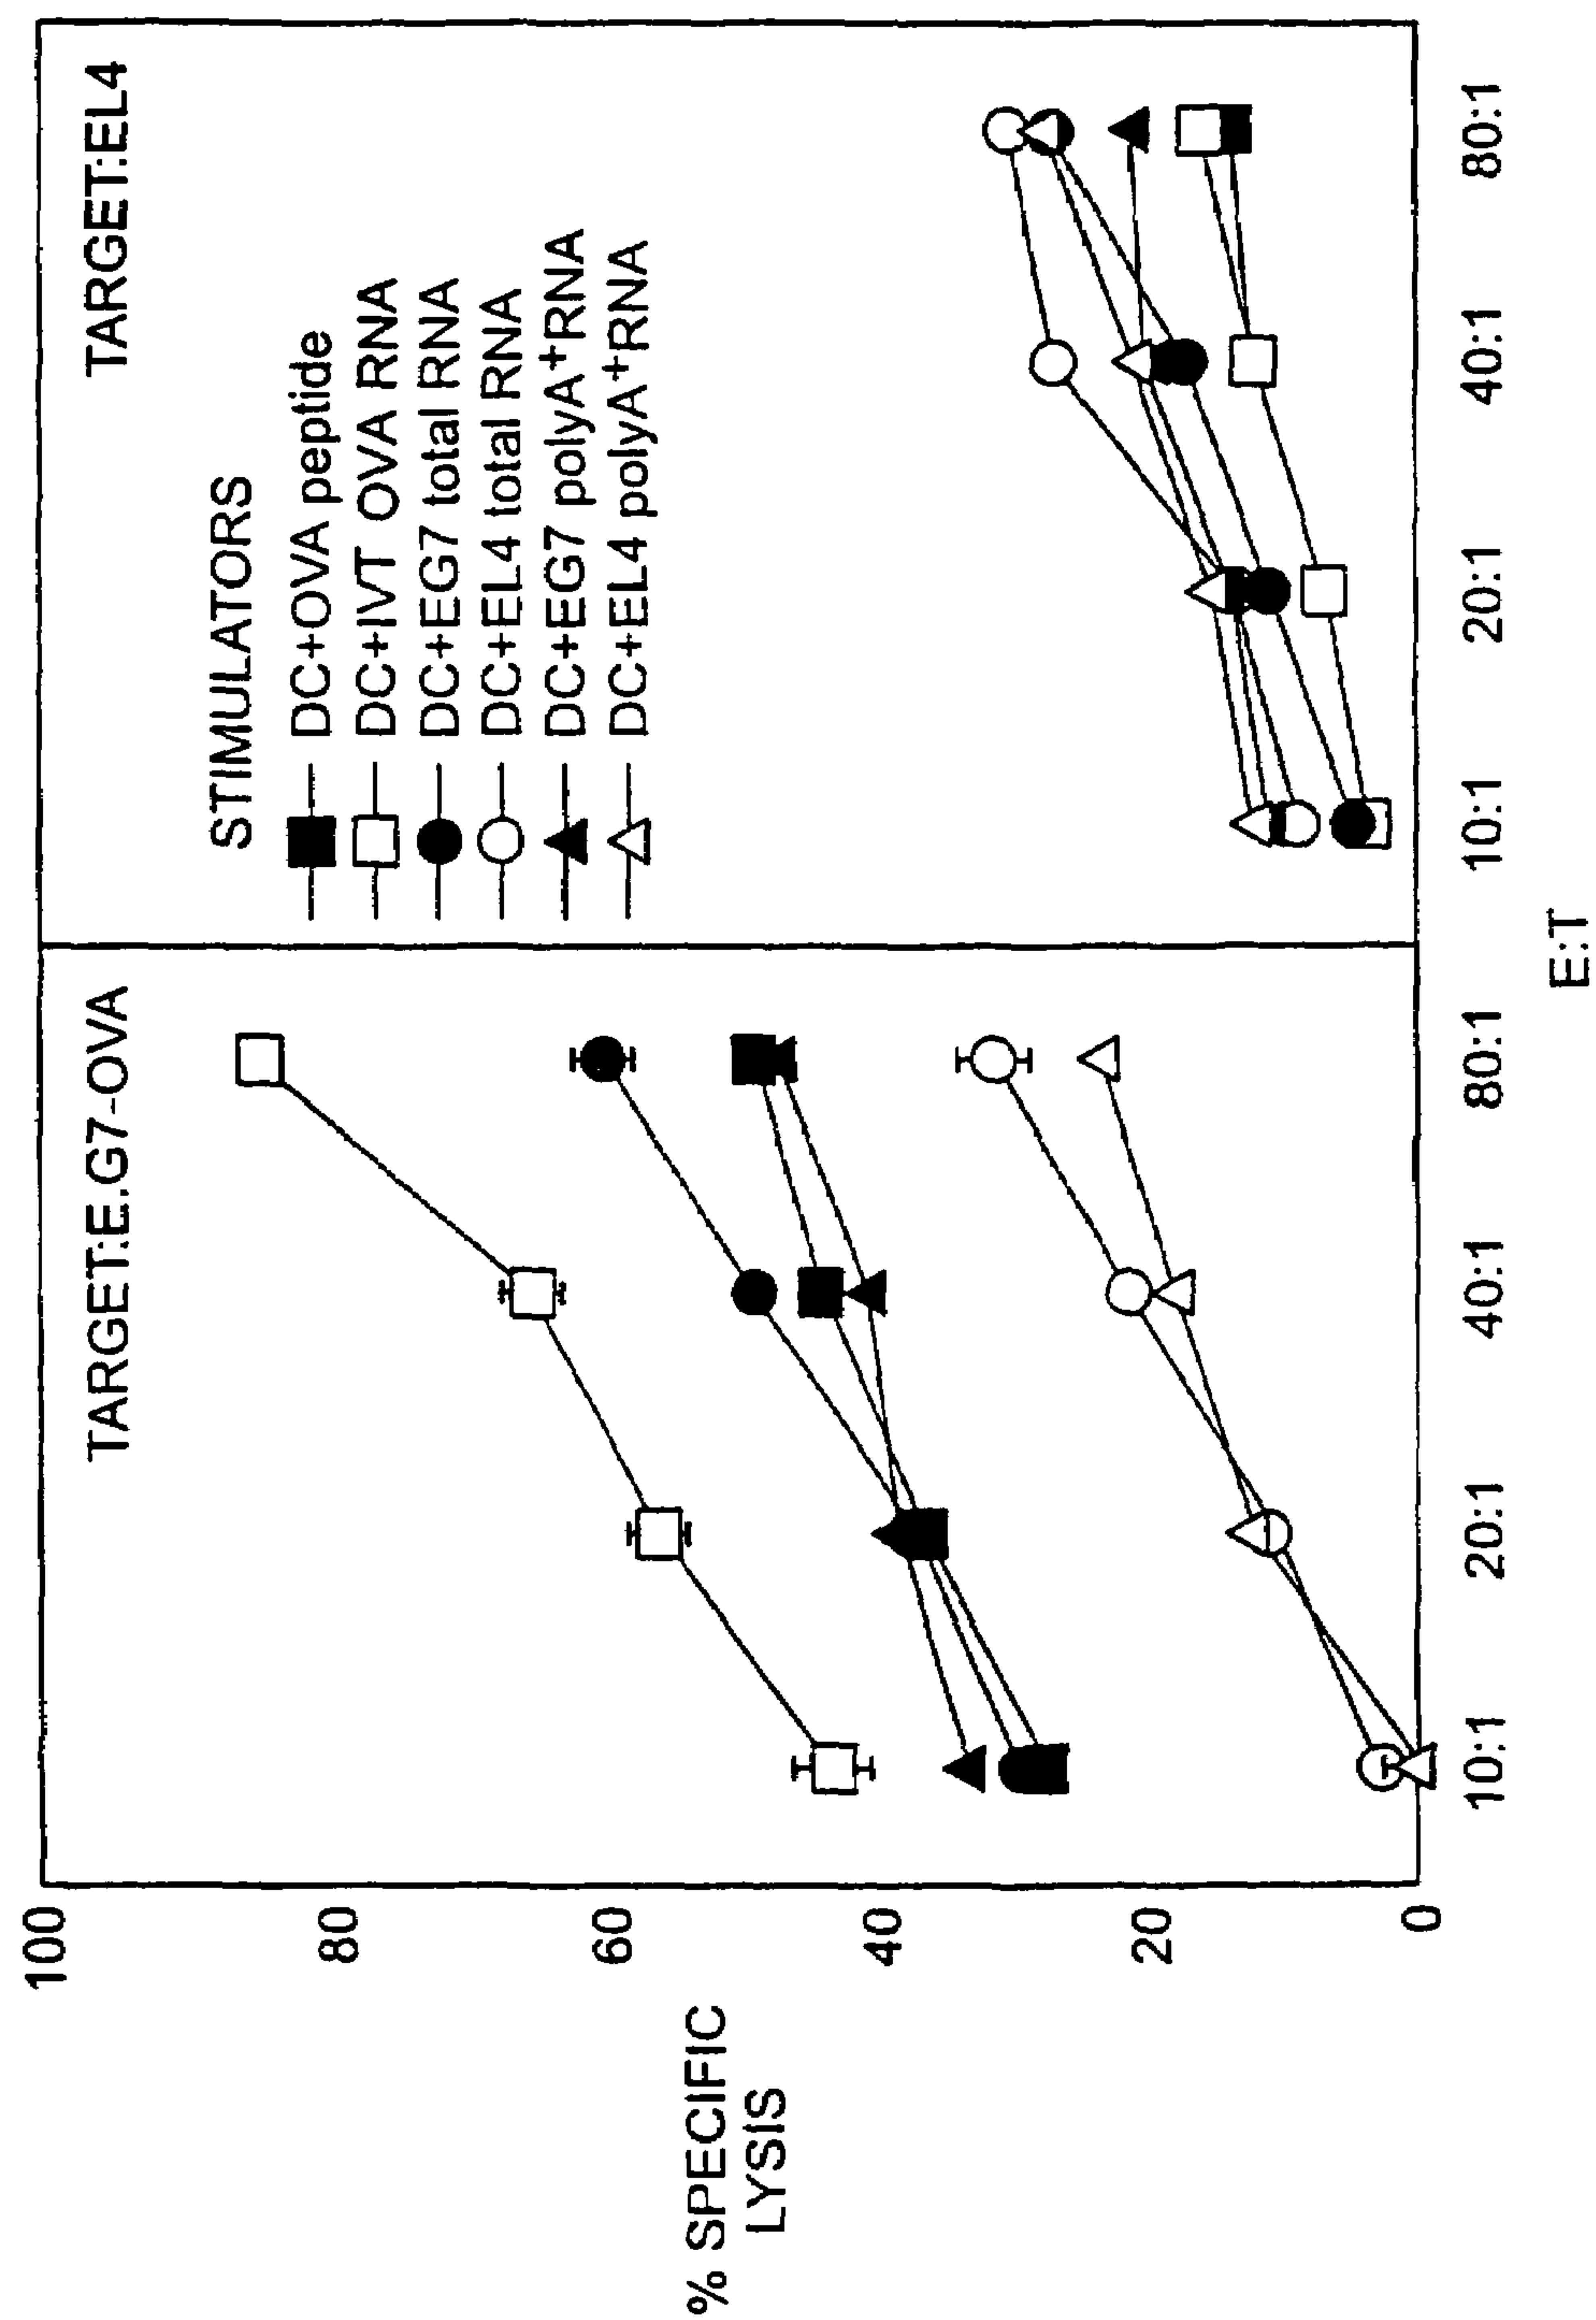 % SPECIFIC
LYSIS
100
80
60
40
20
0
TARGET:E.G7-OVA
10:1
20:1
40:1
80:1
TARGET:EL4
STIMULATORS
DC+OVA peptide
DC+IVT OVA RNA
DC+EG7 total RNA
DC+EL4 total RNA
DC+EG7 polyA+RNA
DC+EL4 polyA+RNA
10:1
20:1
40:1
80:1
E:T